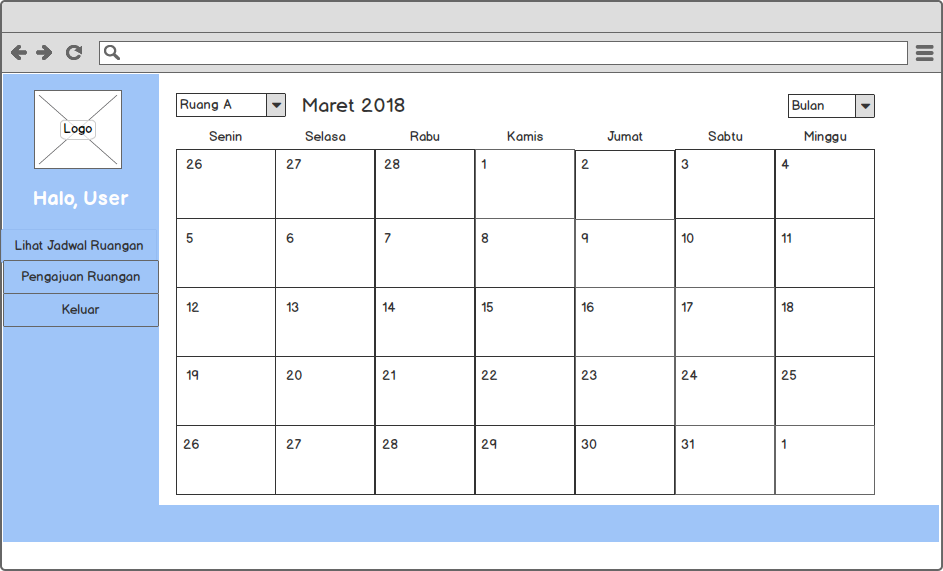 Logo
Halo, User
Lihat Jadwal Ruangan
Pengajuan Ruangan
Keluar
Ruang A Maret 2018 Bulan
Senin Selasa Rabu Kamis Jumat Sabtu Minggu
26 27 28 1 2 3 4
5 6 7 8 9 10 11
12 13 14 15 16 17 18
19 20 21 22 23 24 25
26 27 28 29 30 31 1